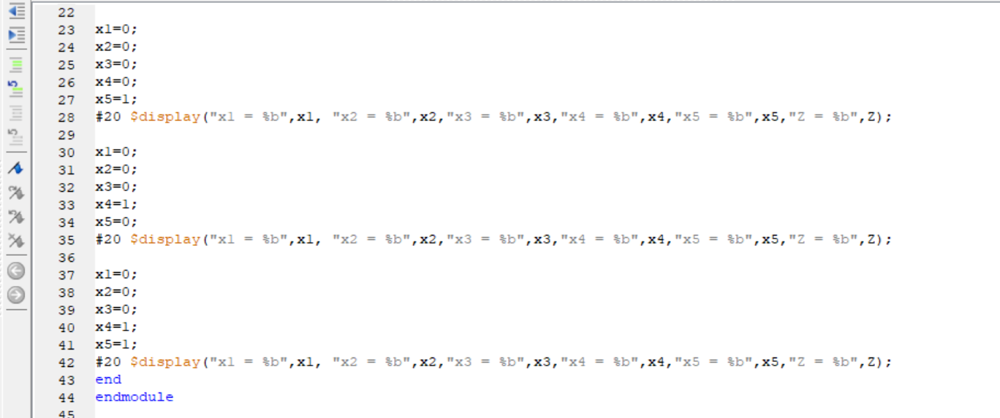 22
23 x1=0;
24 x2=0;
25 x3=0;
26 x4=0;
27 x5=1;
28 #20 $display("x1 = %b",x1, "x2 = %b",x2,"x3 = %b",x3,"x4 = %b",x4,"x5 = %b",x5,"Z = %b",Z);
29
30 x1=0;
31 x2=0;
32 x3=0;
33 x4=1;
34 x5=0;
35 #20 $display("x1 = %b",x1, "x2 = %b",x2,"x3 = %b",x3,"x4 = %b",x4,"x5 = %b",x5,"Z = %b",Z);
36
37 x1=0;
38 x2=0;
39 x3=0;
40 x4=1;
41 x5=1;
42 #20 $display("x1 = %b",x1, "x2 = %b",x2,"x3 = %b",x3,"x4 = %b",x4,"x5 = %b",x5,"Z = %b",Z);
43 end
44 endmodule
45